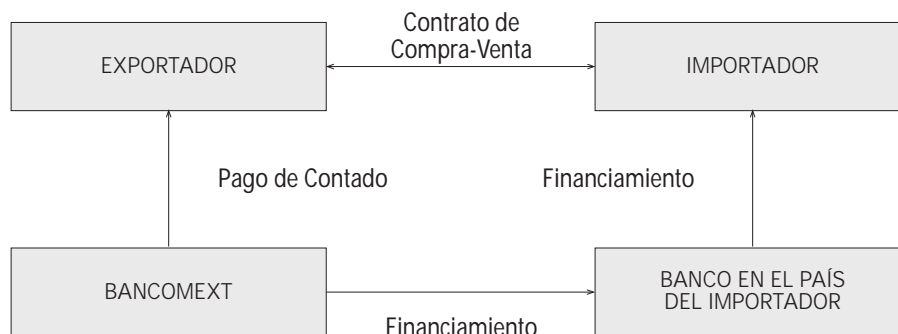 Contrato de
Compra-Venta
EXPORTADOR
IMPORTADOR
Pago de Contado
Financiamiento
BANCOMEXT
BANCO EN EL PAÍS
DEL IMPORTADOR
Financiamiento